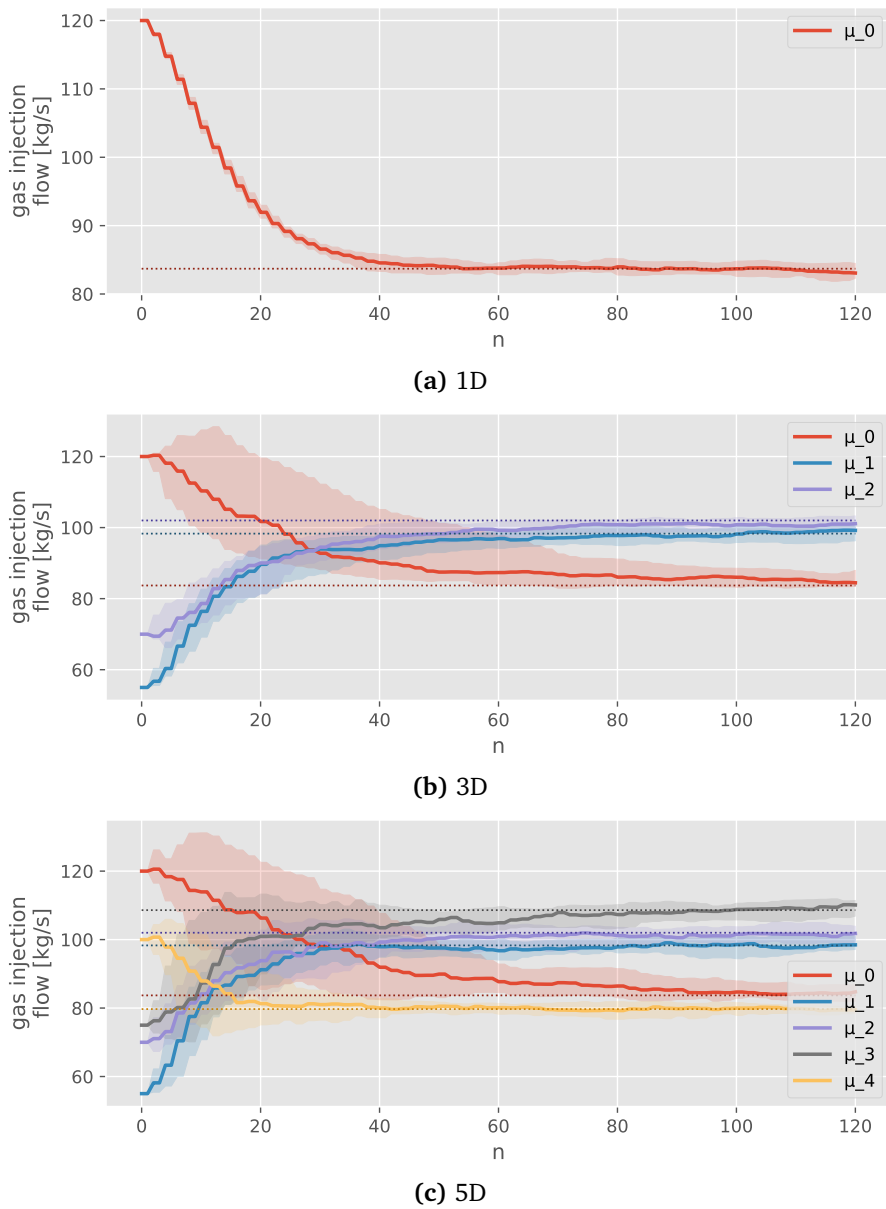 120
110
100
90
80
gas injection
flow [kg/s]
μ_0
0 20 40 60 80 100 120
n
(a) 1D
120
100
80
60
gas injection
flow [kg/s]
μ_0
μ_1
μ_2
0 20 40 60 80 100 120
n
(b) 3D
120
100
80
60
gas injection
flow [kg/s]
μ_0
μ_1
μ_2
μ_3
μ_4
0 20 40 60 80 100 120
n
(c) 5D